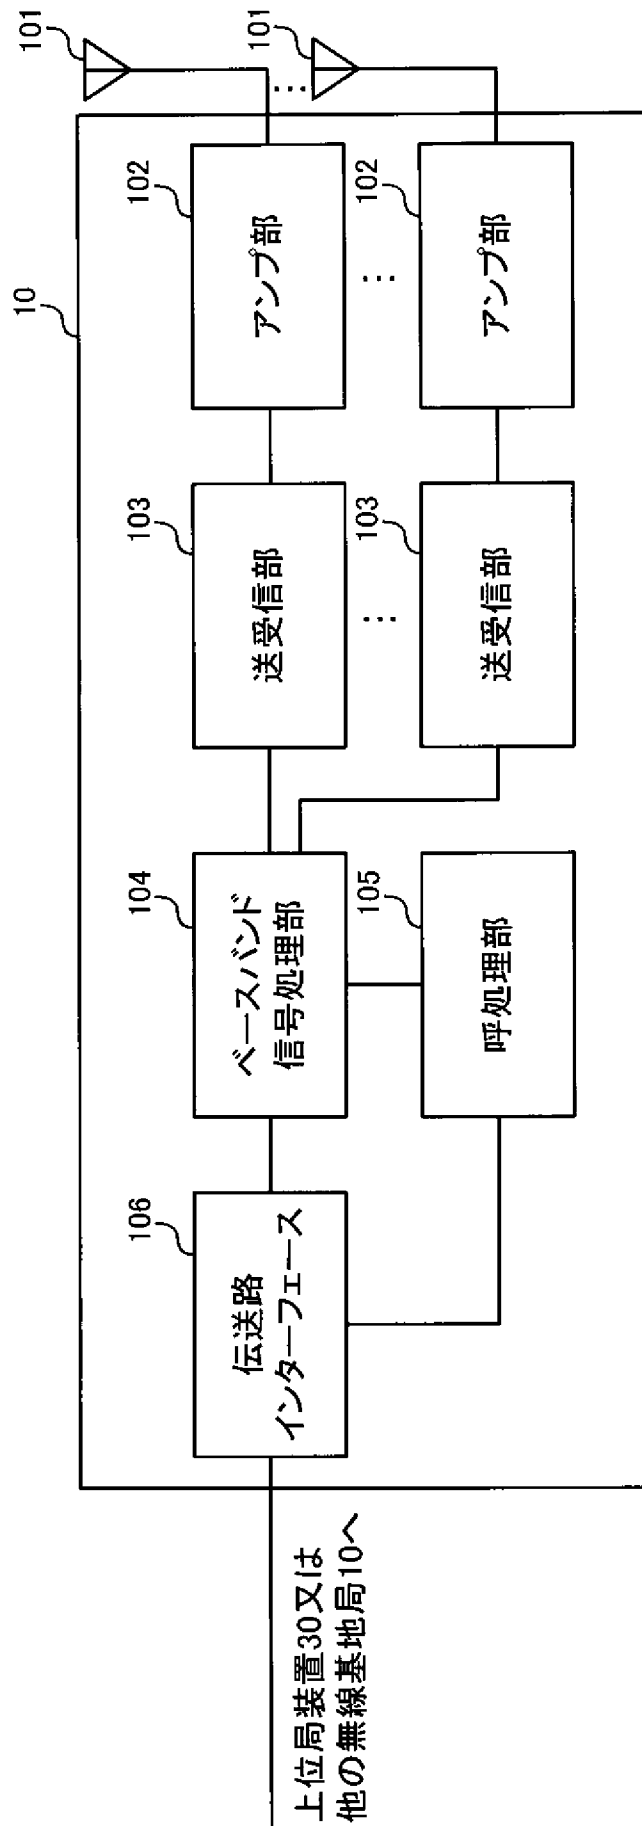 10
101
101
102
アンプ部
102
アンプ部
103
送受信部
103
送受信部
104
ベースバンド
信号処理部
105
呼処理部
106
伝送路
インターフェース
上位局装置30又は
他の無線基地局10へ